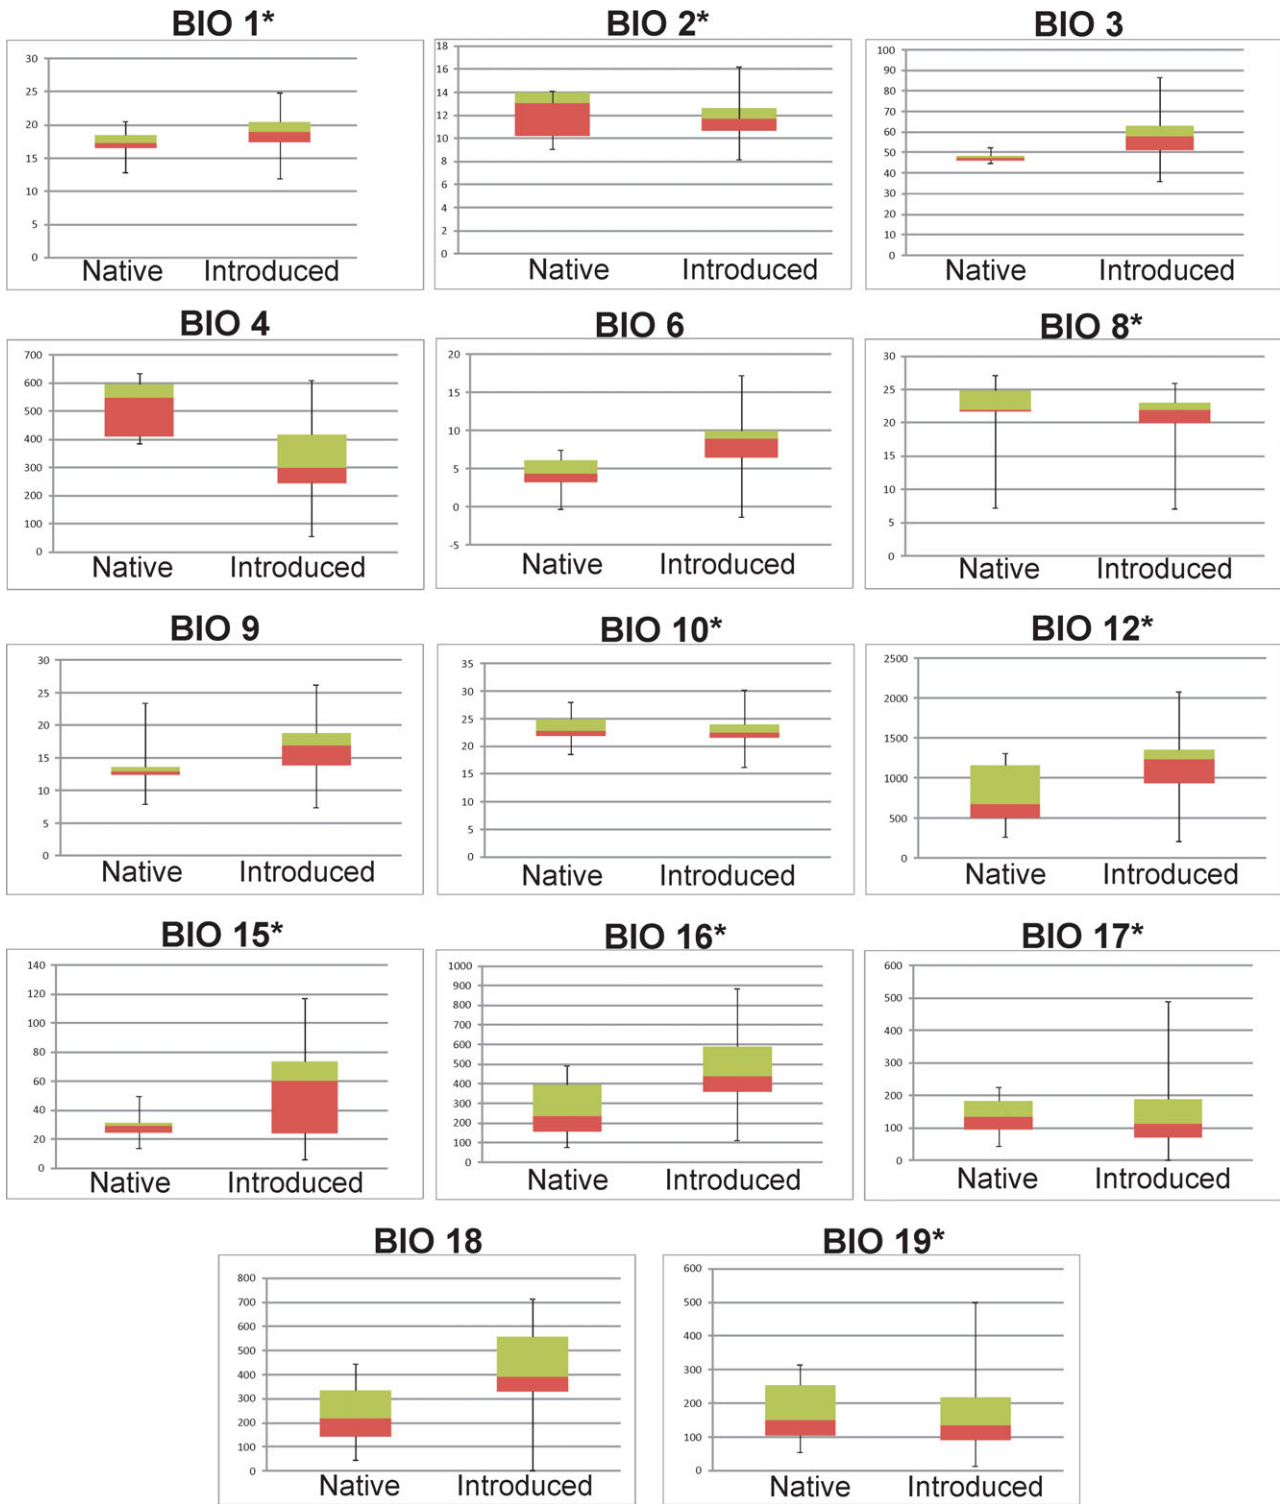 BIO 1* BIO 2* BIO 3
30 18 100
25 16 90
20 14 80
15 12 70
10 10 60
5 8 50
0 6 40
4 30
2 20
0 10
0
Native Introduced Native Introduced Native Introduced
BIO 4 BIO 6 BIO 8*
700 20 30
600 15 25
500 10 20
400 5 15
300 0 10
200 -5 5
100 0
0
Native Introduced Native Introduced Native Introduced
BIO 9 BIO 10* BIO 12*
30 35 2500
25 30 2000
20 25 1500
15 20 1000
10 15 500
5 10 0
0 5
0
Native Introduced Native Introduced Native Introduced
BIO 15* BIO 16* BIO 17*
140 1000 600
120 900 500
100 800 400
80 700 300
60 600 200
40 500 100
20 400 0
0 300
200
100
0
Native Introduced Native Introduced Native Introduced
BIO 18 BIO 19*
800 600
700 500
600 400
500 300
400 200
300 100
200 0
100
0
Native Introduced Native Introduced